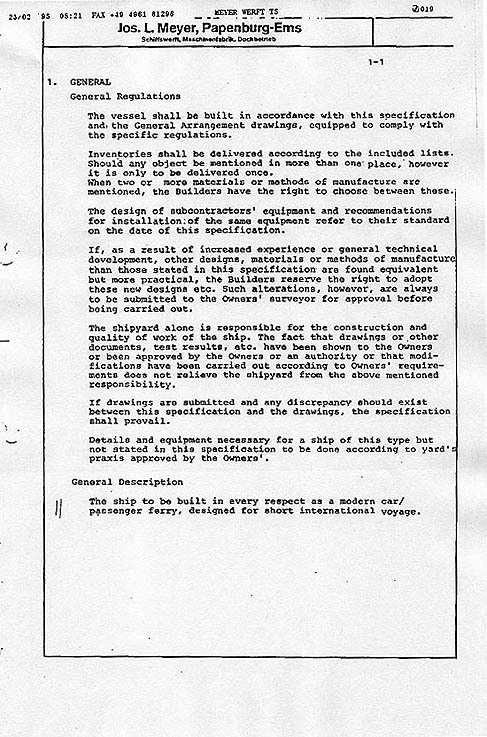 23/02 '95 08:21 FAX +49 4961 81296 MEYER WERFT TS 019
Jos. L. Meyer, Papenburg-Ems
Schiffswerft, Maschinenfabrik, Dockbetrieb
1-1
1. GENERAL
General Regulations
The vessel shall be built in accordance with this specification
and the General Arrangement drawings, equipped to comply with
the specific regulations.
Inventories shall be delivered according to the included lists.
Should any object be mentioned in more than one place, however
it is only to be delivered once.
When two or more materials or methods of manufacture are
mentioned, the Builders have the right to choose between these.
The design of subcontractors' equipment and recommendations
for installation of the same equipment refer to their standard
on the date of this specification.
If, as a result of increased experience or general technical
development, other designs, materials or methods of manufacture
than those stated in this specification are found equivalent
but more practical, the Builders reserve the right to adopt
these new designs etc. Such alterations, however, are always
to be submitted to the Owners' surveyor for approval before
being carried out.
The shipyard alone is responsible for the construction and
quality of work of the ship. The fact that drawings or other
documents, test results, etc. have been shown to the Owners
or been approved by the Owners or an authority or that modi-
fications have been carried out according to Owners' require-
ments does not relieve the shipyard from the above mentioned
responsibility.
If drawings are submitted and any discrepancy should exist
between this specification and the drawings, the specification
shall prevail.
Details and equipment necessary for a ship of this type but
not stated in this specification to be done according to yard's
praxis approved by the Owners'.
General Description
The ship to be built in every respect as a modern car/
passenger ferry, designed for short international voyage.